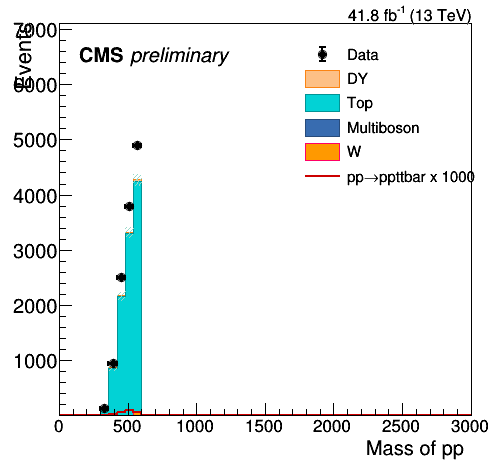 41.8 fb⁻¹ (13 TeV)
CMS preliminary
Events
7000
6000
5000
4000
3000
2000
1000
Data
DY
Top
Multiboson
W
pp→ppttbar x 1000
0 500 1000 1500 2000 2500 3000
Mass of pp